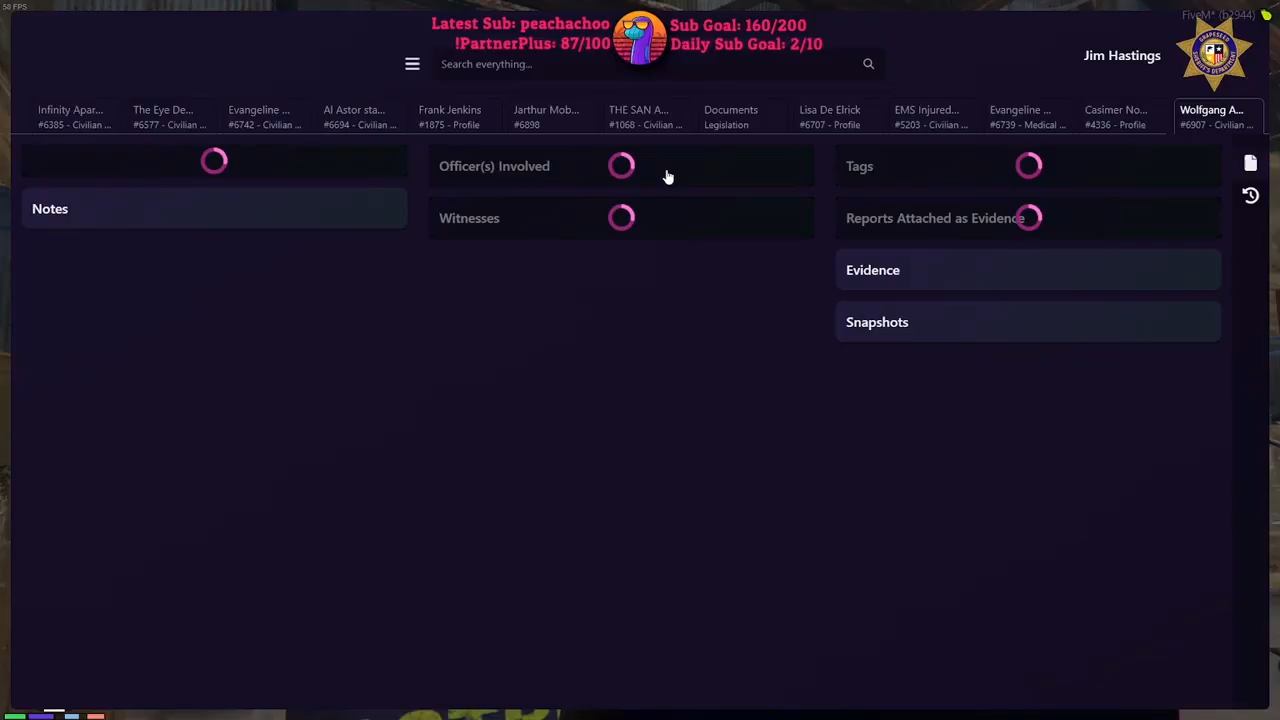 58 FPS
FiveM* (b2944)
Latest Sub: peachachoo
Sub Goal: 160/200
!PartnerPlus: 87/100
Daily Sub Goal: 2/10
Search everything...
Jim Hastings
Infinity Apar...
#6385 - Civilian ...
The Eye De...
#6577 - Civilian ...
Evangeline ...
#6742 - Civilian ...
Al Astor sta...
#6694 - Civilian ...
Frank Jenkins
#1875 - Profile
Jarthur Mob...
#6898
THE SAN A...
#1068 - Civilian ...
Documents
Legislation
Lisa De Elrick
#6707 - Profile
EMS Injured...
#5203 - Civilian ...
Evangeline ...
#6739 - Medical ...
Casimer No...
#4336 - Profile
Wolfgang A...
#6907 - Civilian ...
Notes
Officer(s) Involved
Witnesses
Tags
Reports Attached as Evidence
Evidence
Snapshots